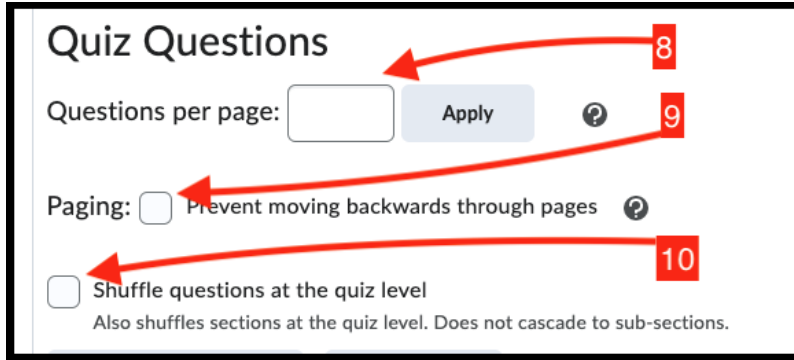 Quiz Questions
8
Questions per page: Apply ?
9
Paging: Prevent moving backwards through pages ?
10
Shuffle questions at the quiz level
Also shuffles sections at the quiz level. Does not cascade to sub-sections.